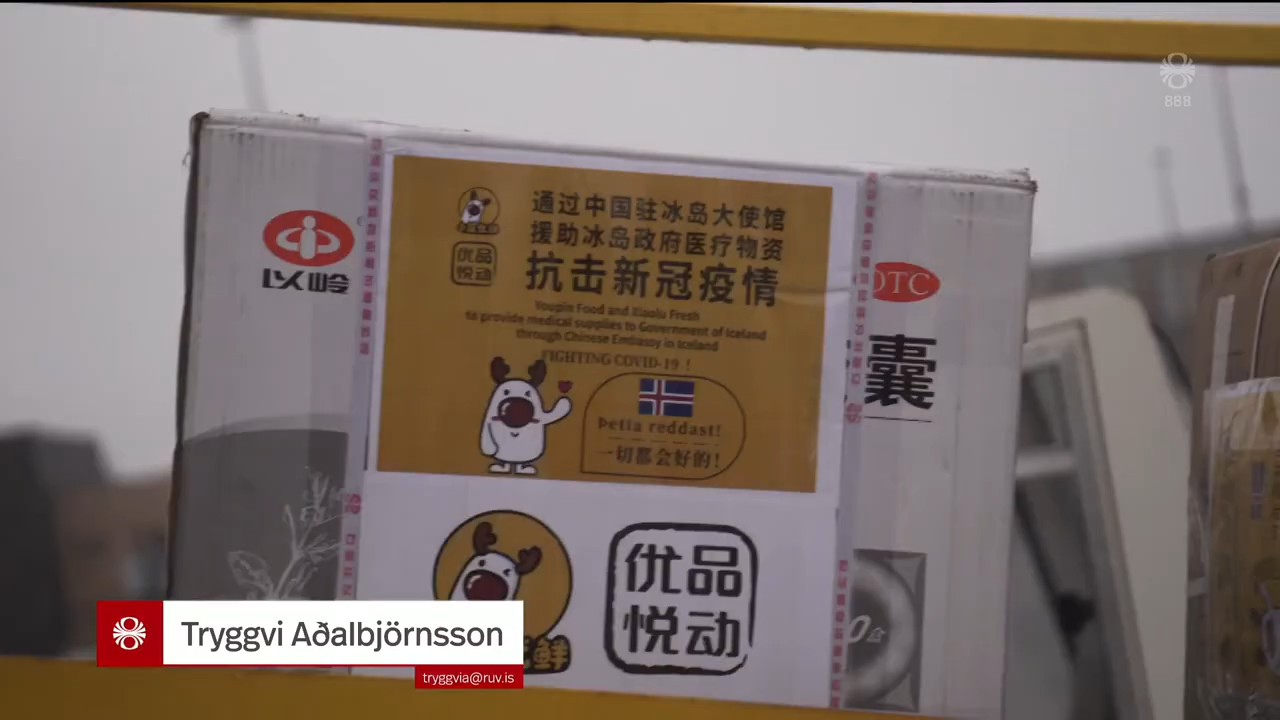 888
通过中国驻冰岛大使馆
援助冰岛政府医疗物资
抗击新冠疫情
优品
悦动
Youpin Food and Xiaolu Fresh
to provide medical supplies to Government of Iceland
through Chinese Embassy in Iceland
FIGHTING COVID-19 !
Þetta reddast!
一切都会好的!
以岭
OTC
囊
优品
悦动
鲜
Tryggvi Aðalbjörnsson
tryggvia@ruv.is